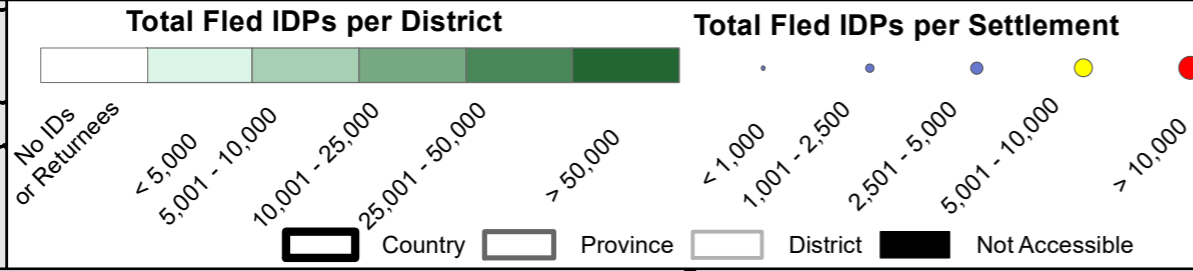 Total Fled IDPs per District
Total Fled IDPs per Settlement
No IDs
or Returnees
< 5,000
5,001 - 10,000
10,001 - 25,000
25,001 - 50,000
> 50,000
< 1,000
1,001 - 2,500
2,501 - 5,000
5,001 - 10,000
> 10,000
Country
Province
District
Not Accessible